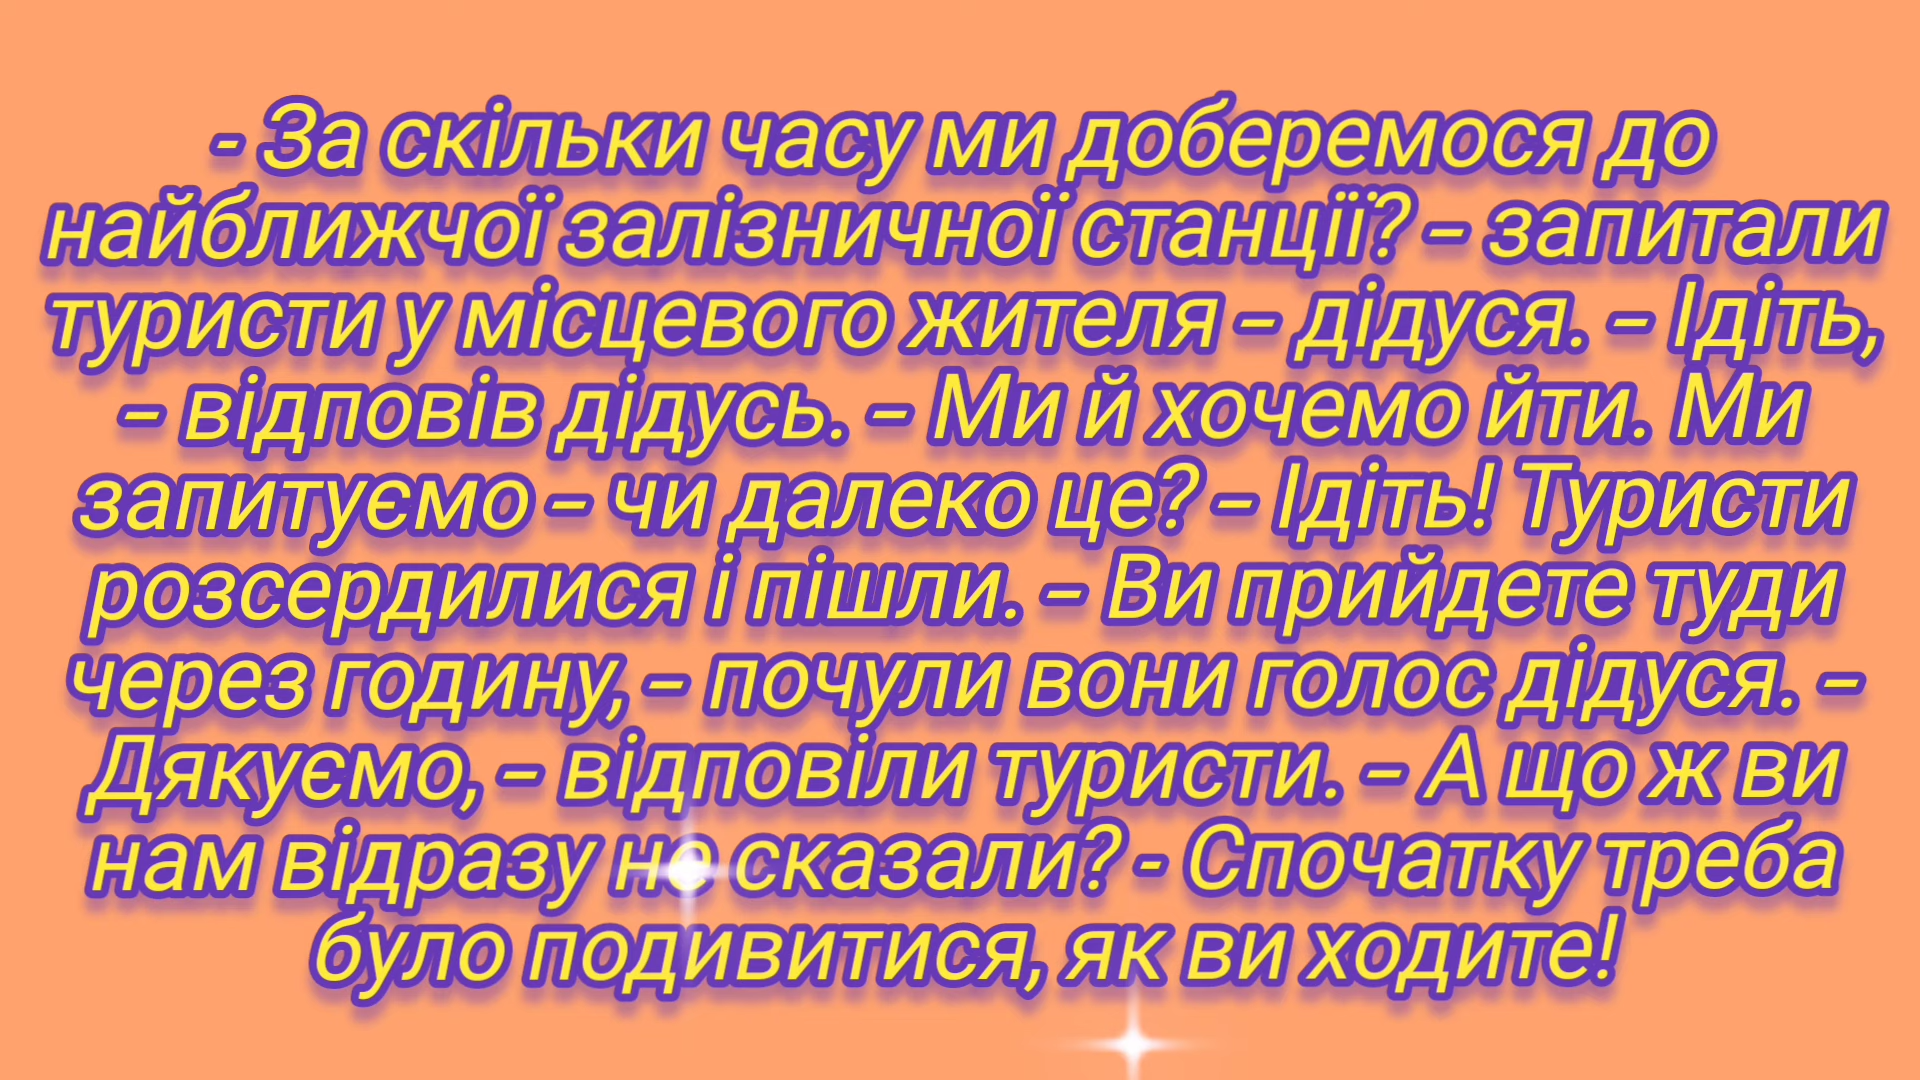 - За скільки часу ми доберемося до
найближчої залізничної станції? – запитали
туристи у місцевого жителя – дідуся. – Ідіть,
– відповів дідусь. – Ми й хочемо йти. Ми
запитуємо – чи далеко це? – Ідіть! Туристи
розсердилися і пішли. – Ви прийдете туди
через годину, – почули вони голос дідуся. –
Дякуємо, – відповіли туристи. – А що ж ви
нам відразу не сказали? - Спочатку треба
було подивитися, як ви ходите!